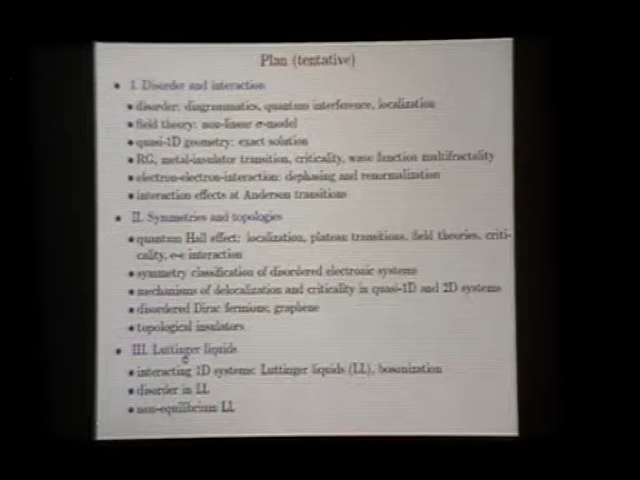 Plan (tentative)
• I. Disorder and interaction
• disorder: diagrammatics, quantum interference, localization
• field theory: non-linear σ-model
• quasi-1D geometry: exact solution
• RG, metal-insulator transition, criticality, wave function multifractality
• electron-electron-interaction: dephasing and renormalization
• interaction effects at Anderson transitions
• II. Symmetries and topologies
• quantum Hall effect: localization, plateau transitions, field theories, criti-
cality, e-e interaction
• symmetry classification of disordered electronic systems
• mechanisms of delocalization and criticality in quasi-1D and 2D systems
• disordered Dirac fermions; graphene
• topological insulators
• III. Luttinger liquids
• interacting 1D systems: Luttinger liquids (LL), bosonization
• disorder in LL
• non-equilibrium LL